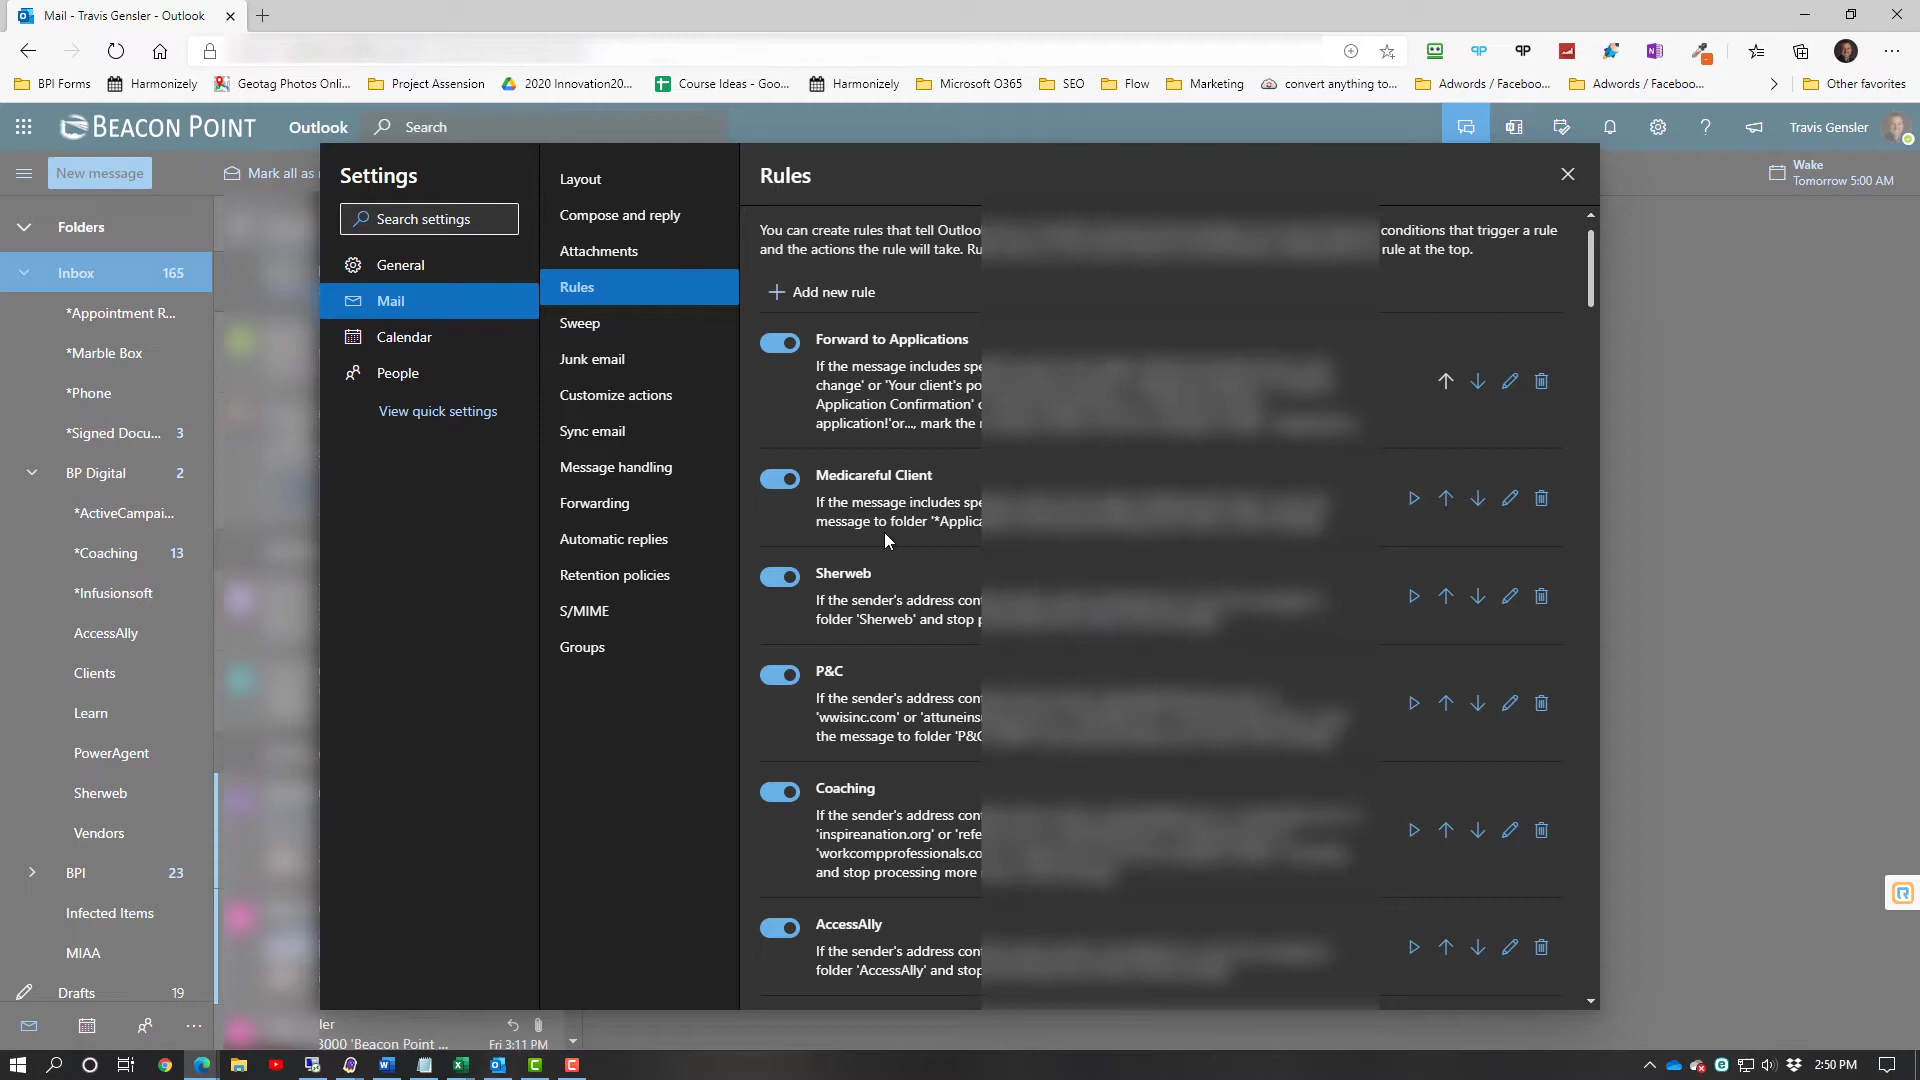 Mail - Travis Gensler - Outlook
BPI Forms
Harmonizely
Geotag Photos Onli...
Project Assension
2020 Innovation20...
Course Ideas - Goo...
Harmonizely
Microsoft O365
SEO
Flow
Marketing
convert anything to...
Adwords / Faceboo...
Adwords / Faceboo...
Other favorites
BEACON POINT
Outlook
Search
Travis Gensler
New message
Mark all as
Wake
Tomorrow 5:00 AM
Folders
Inbox 165
*Appointment R...
*Marble Box
*Phone
*Signed Docu... 3
BP Digital 2
*ActiveCampai...
*Coaching 13
*Infusionsoft
AccessAlly
Clients
Learn
PowerAgent
Sherweb
Vendors
BPI 23
Infected Items
MIAA
Drafts 19
Settings
Search settings
General
Mail
Calendar
People
View quick settings
Layout
Compose and reply
Attachments
Rules
Sweep
Junk email
Customize actions
Sync email
Message handling
Forwarding
Automatic replies
Retention policies
S/MIME
Groups
Rules
You can create rules that tell Outloo conditions that trigger a rule
and the actions the rule will take. Ru rule at the top.
Add new rule
Forward to Applications
If the message includes spe
change' or 'Your client's po
Application Confirmation' o
application!'or..., mark the
Medicareful Client
If the message includes spe
message to folder '*Applica
Sherweb
If the sender's address cont
folder 'Sherweb' and stop p
P&C
If the sender's address cont
'wwisinc.com' or 'attuneinsu
the message to folder 'P&C
Coaching
If the sender's address cont
'inspireanation.org' or 'refe
'workcompprofessionals.co
and stop processing more
AccessAlly
If the sender's address cont
folder 'AccessAlly' and stop
ler
3000 'Beacon Point ...
Fri 3:11 PM
2:50 PM